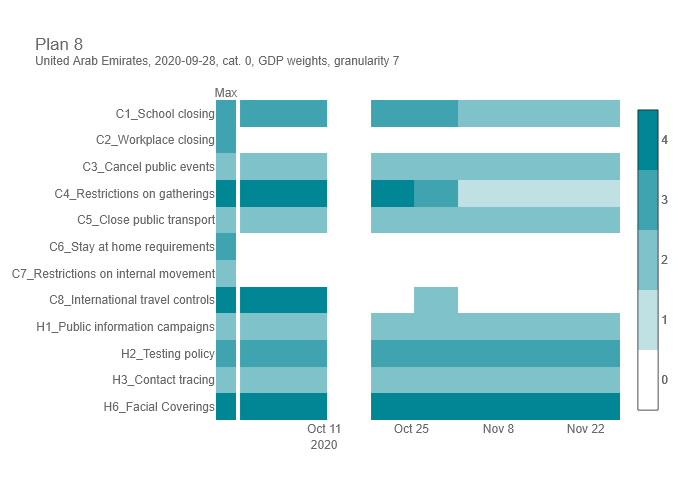 Plan 8
United Arab Emirates, 2020-09-28, cat. 0, GDP weights, granularity 7
Max
C1_School closing
C2_Workplace closing
C3_Cancel public events
C4_Restrictions on gatherings
C5_Close public transport
C6_Stay at home requirements
C7_Restrictions on internal movement
C8_International travel controls
H1_Public information campaigns
H2_Testing policy
H3_Contact tracing
H6_Facial Coverings
Oct 11
2020
Oct 25
Nov 8
Nov 22
4
3
2
1
0